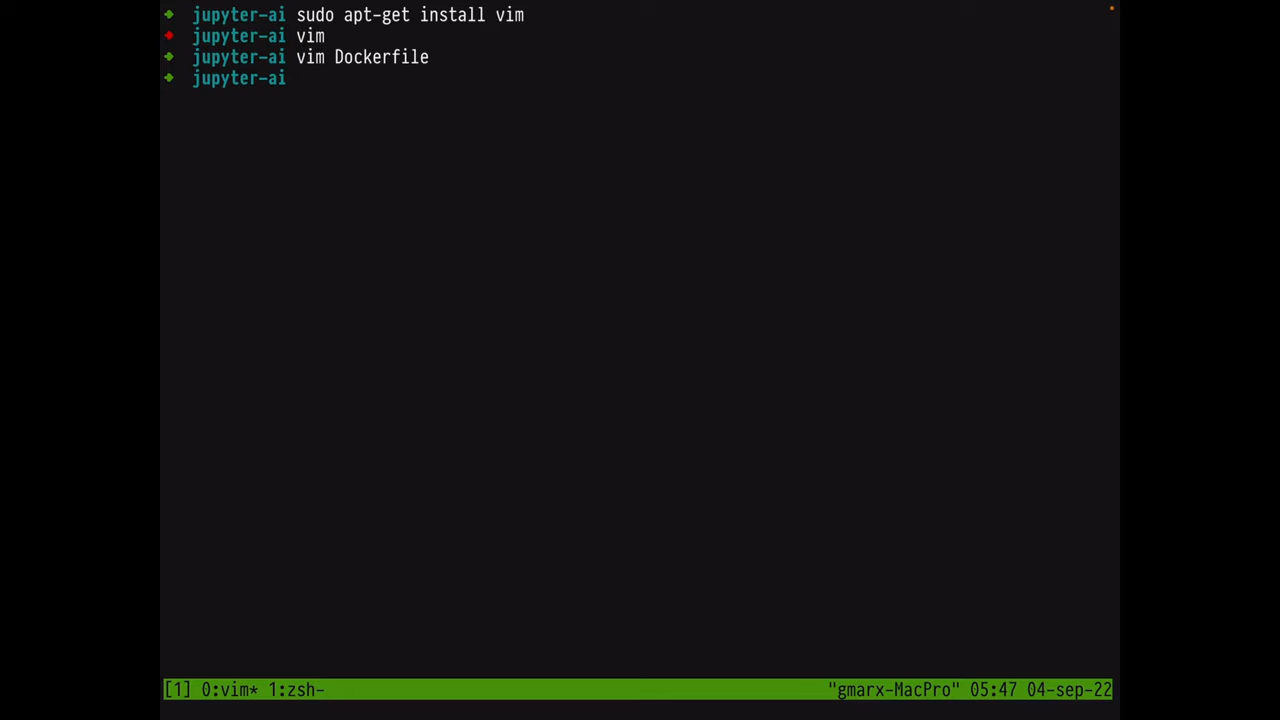 jupyter-ai sudo apt-get install vim
jupyter-ai vim
jupyter-ai vim Dockerfile
jupyter-ai
[1] 0:vim* 1:zsh- "gmarx-MacPro" 05:47 04-sep-22